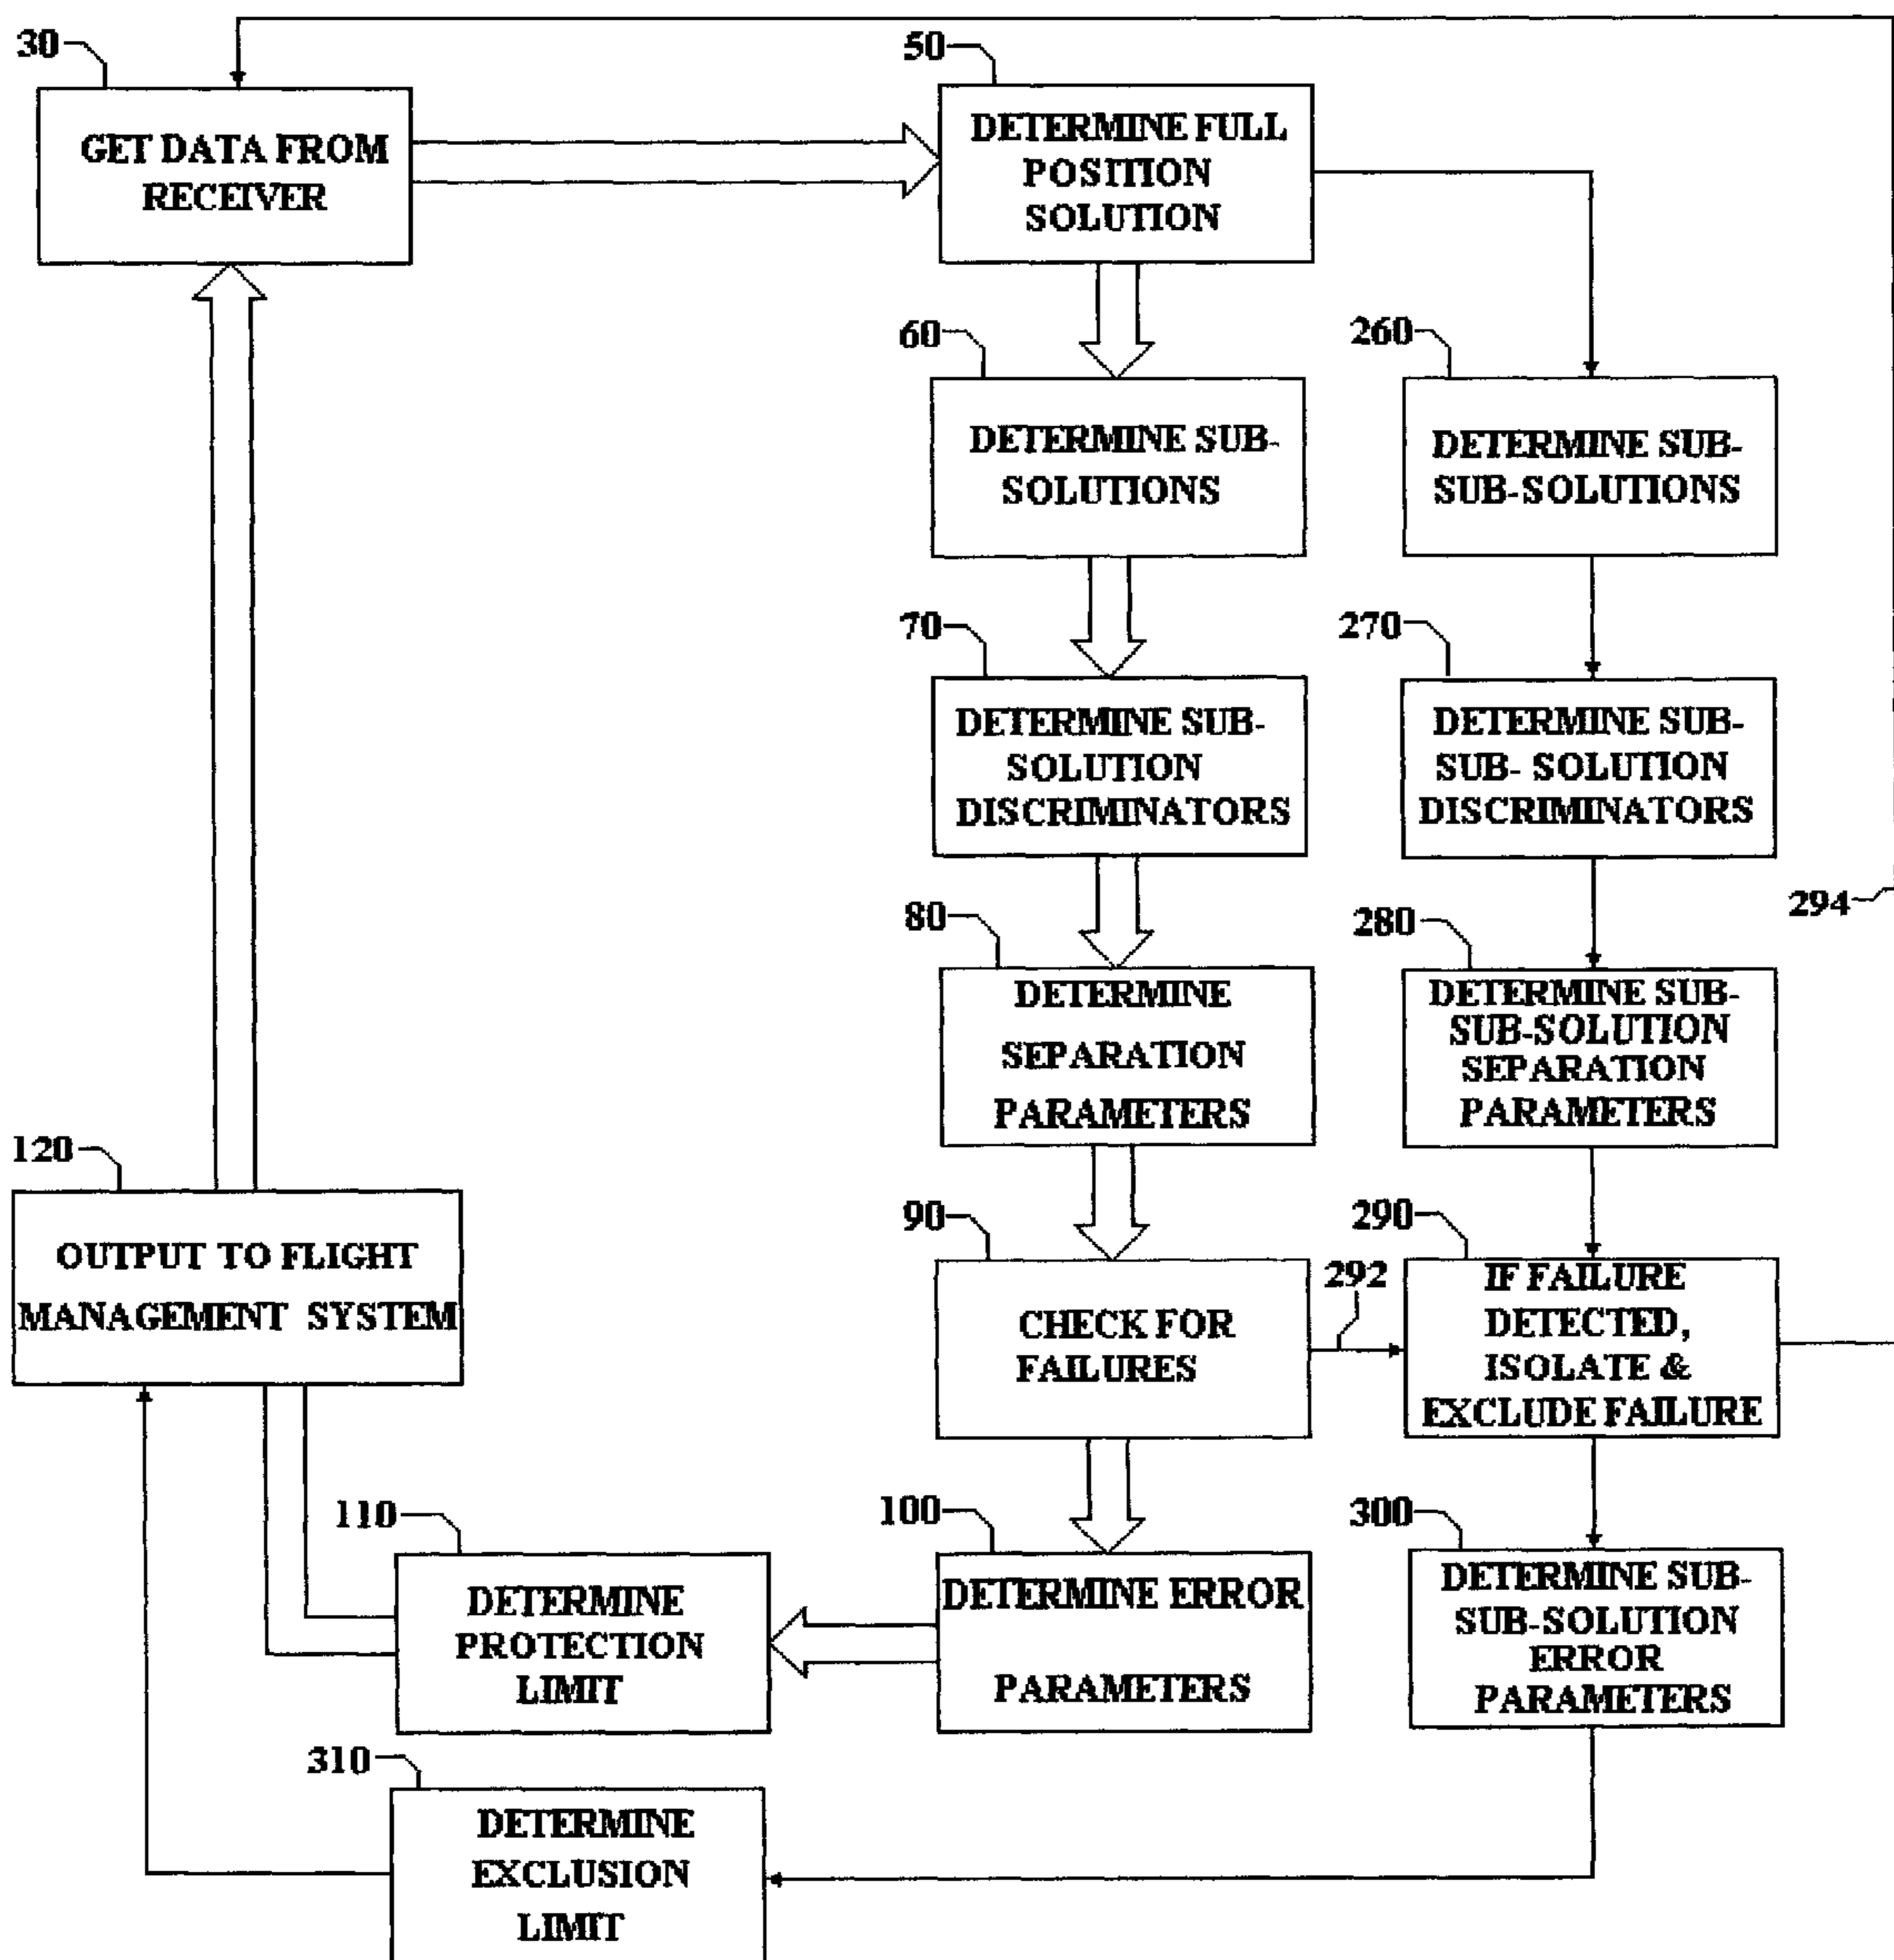 30
GET DATA FROM
RECEIVER
50
DETERMINE FULL
POSITION
SOLUTION
60
DETERMINE SUB-
SOLUTIONS
260
DETERMINE SUB-
SUB-SOLUTIONS
70
DETERMINE SUB-
SOLUTION
DISCRIMINATORS
270
DETERMINE SUB-
SUB- SOLUTION
DISCRIMINATORS
294
80
DETERMINE
SEPARATION
PARAMETERS
280
DETERMINE SUB-
SUB-SOLUTION
SEPARATION
PARAMETERS
120
OUTPUT TO FLIGHT
MANAGEMENT SYSTEM
90
CHECK FOR
FAILURES
292
290
IF FAILURE
DETECTED,
ISOLATE &
EXCLUDE FAILURE
110
DETERMINE
PROTECTION
LIMIT
100
DETERMINE ERROR
PARAMETERS
300
DETERMINE SUB-
SUB-SOLUTION
ERROR
PARAMETERS
310
DETERMINE
EXCLUSION
LIMIT